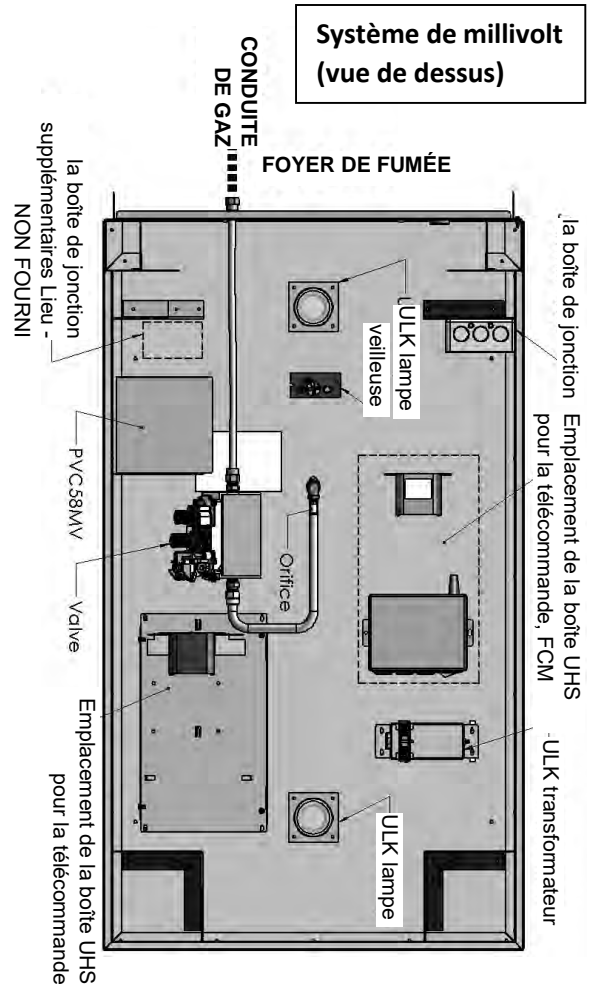 Système de millivolt
(vue de dessus)
CONDUITE
DE GAZ
FOYER DE FUMÉE
la boîte de jonction
supplémentaires Lieu -
NON FOURNI
la boîte de jonction
ULK lampe
veilleuse
Emplacement de la boîte UHS
pour la télécommande, FCM
PVC58MV
Valve
Orifice
Emplacement de la boîte UHS
pour la télécommande
ULK lampe
ULK transformateur